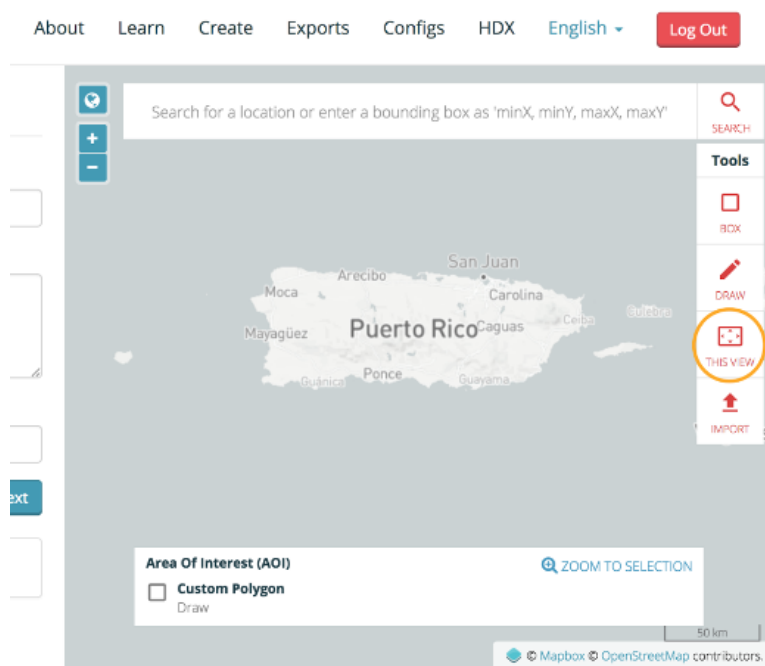 About Learn Create Exports Configs HDX English Log Out
Search for a location or enter a bounding box as 'minX, minY, maxX, maxY'
SEARCH
+
−
Tools
BOX
DRAW
THIS VIEW
IMPORT
San Juan
Arecibo
Moca
Carolina
Culebra
Ceiba
Mayagüez
Puerto Rico
Caguas
Ponce
Guánica
Guayama
ext
Area Of Interest (AOI)
ZOOM TO SELECTION
Custom Polygon
Draw
50 km
© Mapbox © OpenStreetMap contributors.